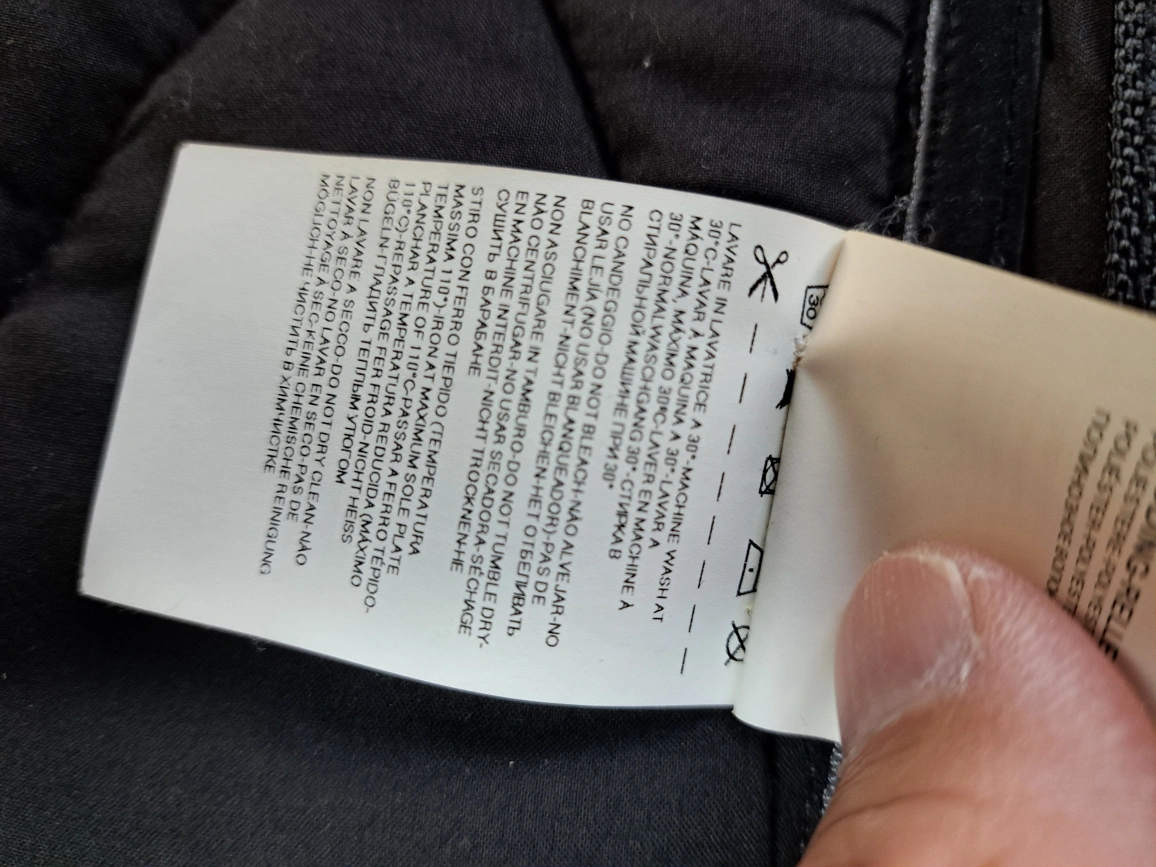 30
LAVARE IN LAVATRICE A 30°-MACHINE WASH AT
30°C-LAVAR À MAQUINA A 30°-LAVAR A
MÁQUINA, MÁXIMO 30°C-LAVER EN MACHINE À
30°-NORMALWASCHGANG 30°-СТИРКА В
СТИРАЛЬНОЙ МАШИНЕ ПРИ 30°
NO CANDEGGIO-DO NOT BLEACH-NÃO ALVEJAR-NO
USAR LEJÍA (NO USAR BLANQUEADOR)-PAS DE
BLANCHIMENT-NICHT BLEICHEN-НЕ ОТБЕЛИВАТЬ
NON ASCIUGARE IN TAMBURO-DO NOT TUMBLE DRY-
NÃO CENTRIFUGAR-NO USAR SECADORA-SÉCHAGE
EN MACHINE INTERDIT-NICHT TROCKNEN-НЕ
СУШИТЬ В БАРАБАНЕ
STIRO CON FERRO TIEPIDO (TEMPERATURA
MASSIMA 110°)-IRON AT MAXIMUM SOLE PLATE
TEMPERATURE OF 110°C-PASSAR A FERRO TÉPIDO-
PLANCHAR A TEMPERATURA REDUCIDA (MÁXIMO
110°C)-REPASSAGE FER FROID-NICHT HEISS
BÜGELN-ГЛАДИТЬ ТЕПЛЫМ УТЮГОМ
NON LAVARE A SECCO-DO NOT DRY CLEAN-NÃO
LAVAR À SECO-NO LAVAR EN SECO-PAS DE
NETTOYAGE À SEC-KEINE CHEMISCHE REINIGUNG
MÖGLICH-НЕ ЧИСТИТЬ В ХИМЧИСТКЕ